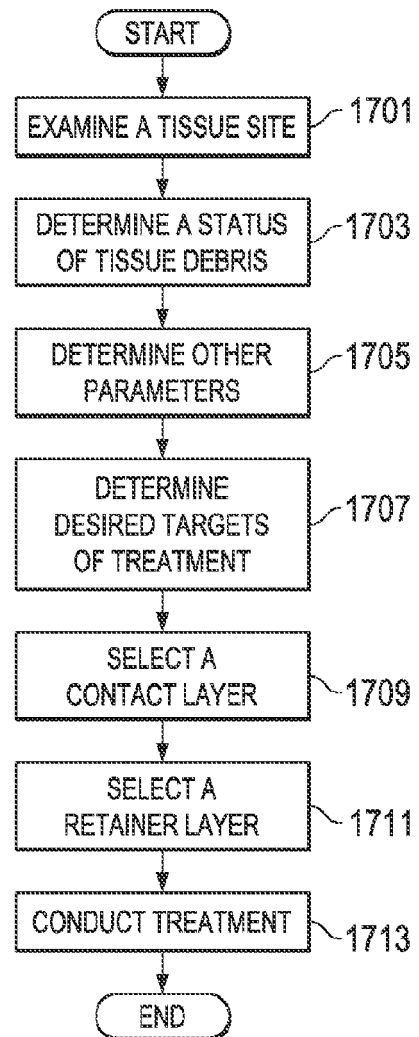 START
EXAMINE A TISSUE SITE
1701
DETERMINE A STATUS
OF TISSUE DEBRIS
1703
DETERMINE OTHER
PARAMETERS
1705
DETERMINE
DESIRED TARGETS
OF TREATMENT
1707
SELECT A
CONTACT LAYER
1709
SELECT A
RETAINER LAYER
1711
CONDUCT TREATMENT
1713
END